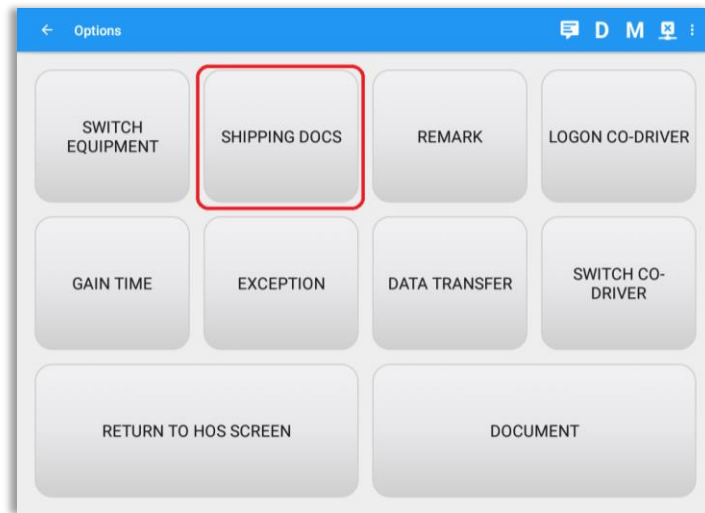 Options
D M
SWITCH
EQUIPMENT
SHIPPING DOCS
REMARK
LOGON CO-DRIVER
GAIN TIME
EXCEPTION
DATA TRANSFER
SWITCH CO-
DRIVER
RETURN TO HOS SCREEN
DOCUMENT